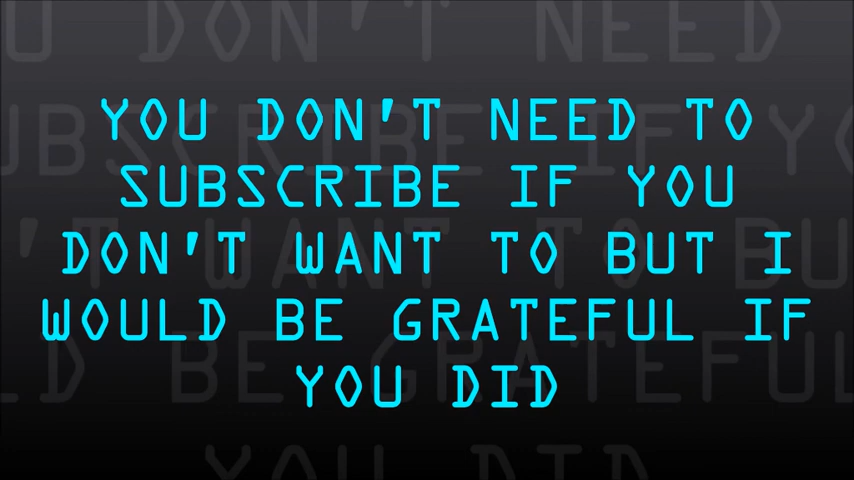 YOU DON'T NEED TO
SUBSCRIBE IF YOU
DON'T WANT TO BUT I
WOULD BE GRATEFUL IF
YOU DID